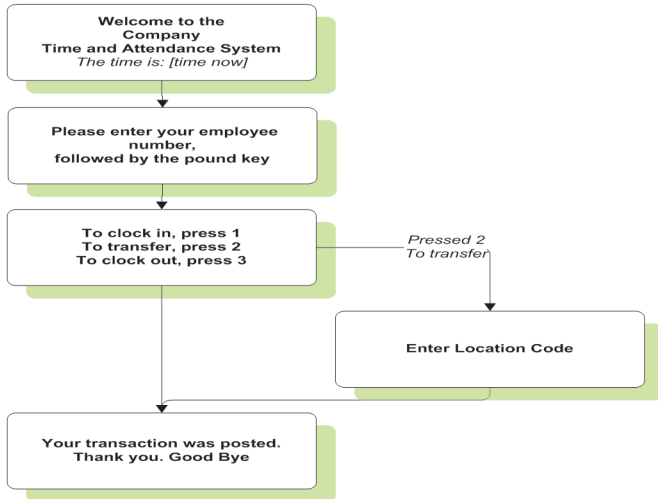 Welcome to the
Company
Time and Attendance System
The time is: [time now]
Please enter your employee
number,
followed by the pound key
To clock in, press 1
To transfer, press 2
To clock out, press 3
Pressed 2
To transfer
Enter Location Code
Your transaction was posted.
Thank you. Good Bye